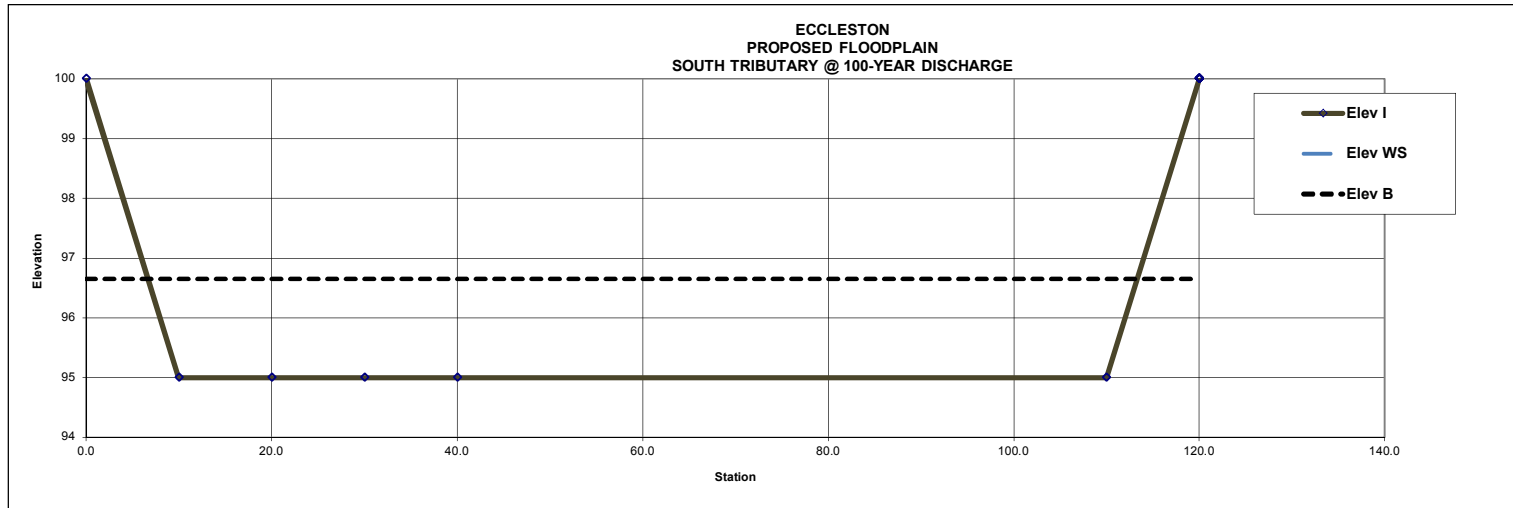 ECCLESTON
PROPOSED FLOODPLAIN
SOUTH TRIBUTARY @ 100-YEAR DISCHARGE
Elevation
100
99
98
97
96
95
94
0.0 20.0 40.0 60.0 80.0 100.0 120.0 140.0
Station
Elev I
Elev WS
Elev B